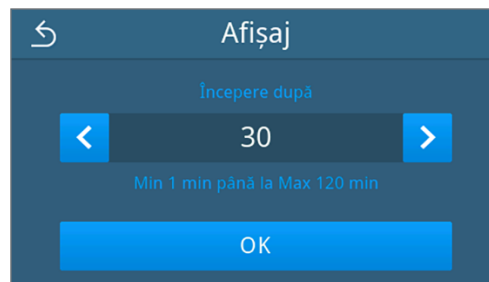 Afișaj
Începere după
30
Min 1 min până la Max 120 min
OK